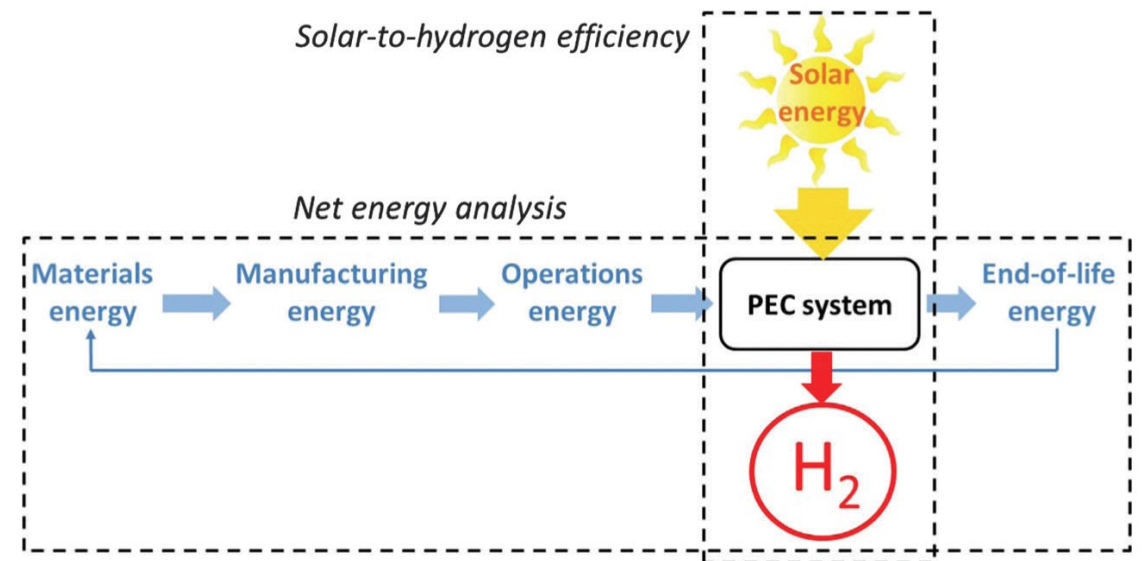 Solar-to-hydrogen efficiency
Solar
energy
Net energy analysis
Materials
energy
Manufacturing
energy
Operations
energy
PEC system
End-of-life
energy
H₂